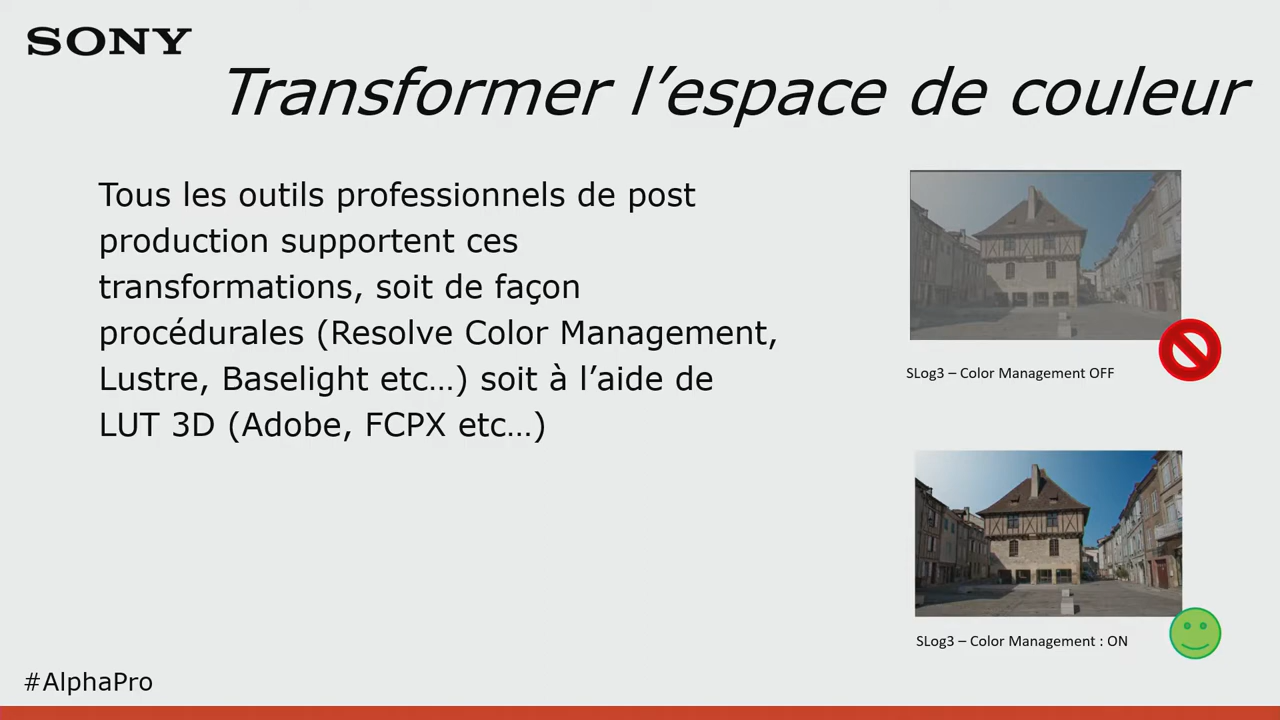 SONY
Transformer l’espace de couleur
Tous les outils professionnels de post
production supportent ces
transformations, soit de façon
procédurales (Resolve Color Management,
Lustre, Baselight etc…) soit à l’aide de
LUT 3D (Adobe, FCPX etc…)
SLog3 – Color Management OFF
SLog3 – Color Management : ON
#AlphaPro